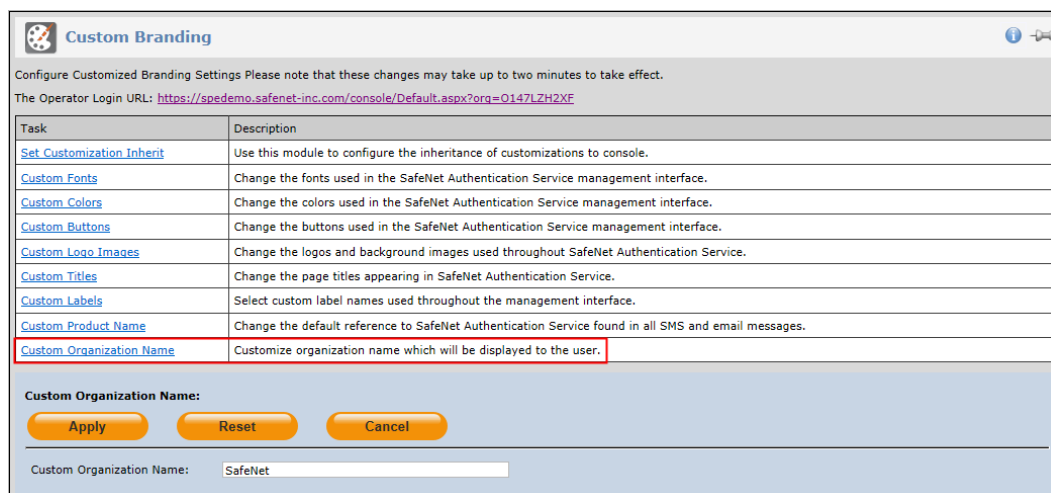 Custom Branding
Configure Customized Branding Settings Please note that these changes may take up to two minutes to take effect.
The Operator Login URL: https://spedemo.safenet-inc.com/console/Default.aspx?org=O147LZH2XF
Task Description
Set Customization Inherit Use this module to configure the inheritance of customizations to console.
Custom Fonts Change the fonts used in the SafeNet Authentication Service management interface.
Custom Colors Change the colors used in the SafeNet Authentication Service management interface.
Custom Buttons Change the buttons used in the SafeNet Authentication Service management interface.
Custom Logo Images Change the logos and background images used throughout SafeNet Authentication Service.
Custom Titles Change the page titles appearing in SafeNet Authentication Service.
Custom Labels Select custom label names used throughout the management interface.
Custom Product Name Change the default reference to SafeNet Authentication Service found in all SMS and email messages.
Custom Organization Name Customize organization name which will be displayed to the user.
Custom Organization Name:
Apply Reset Cancel
Custom Organization Name: SafeNet